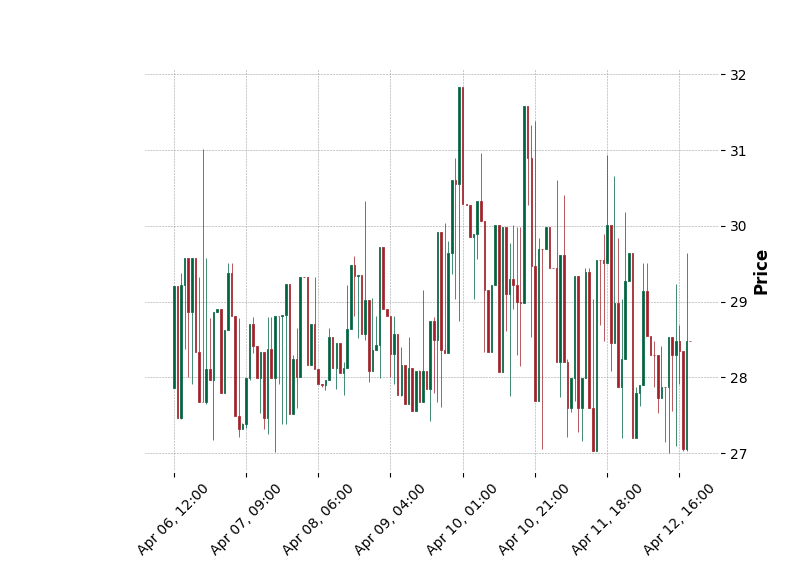 32
31
30
29
28
27
Price
Apr 06, 12:00
Apr 07, 09:00
Apr 08, 06:00
Apr 09, 04:00
Apr 10, 01:00
Apr 10, 21:00
Apr 11, 18:00
Apr 12, 16:00